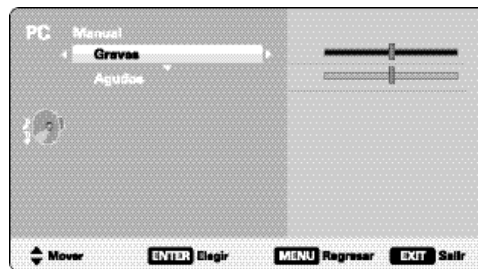 PC Manual
Graves
Agudos
Mover ENTER Elegir MENU Regresar EXIT Salir